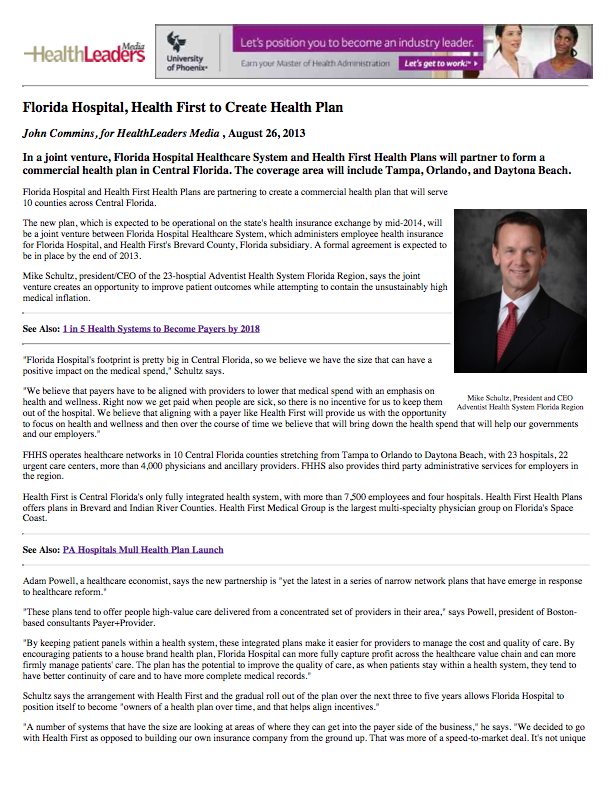 HealthLeaders Media
University of Phoenix
Let's position you to become an industry leader.
Earn your Master of Health Administration
Let's get to work:™ ▸
Florida Hospital, Health First to Create Health Plan
John Commins, for HealthLeaders Media , August 26, 2013
In a joint venture, Florida Hospital Healthcare System and Health First Health Plans will partner to form a
commercial health plan in Central Florida. The coverage area will include Tampa, Orlando, and Daytona Beach.
Florida Hospital and Health First Health Plans are partnering to create a commercial health plan that will serve
10 counties across Central Florida.
The new plan, which is expected to be operational on the state's health insurance exchange by mid-2014, will
be a joint venture between Florida Hospital Healthcare System, which administers employee health insurance
for Florida Hospital, and Health First's Brevard County, Florida subsidiary. A formal agreement is expected to
be in place by the end of 2013.
Mike Schultz, president/CEO of the 23-hosptial Adventist Health System Florida Region, says the joint
venture creates an opportunity to improve patient outcomes while attempting to contain the unsustainably high
medical inflation.
See Also: 1 in 5 Health Systems to Become Payers by 2018
"Florida Hospital's footprint is pretty big in Central Florida, so we believe we have the size that can have a
positive impact on the medical spend," Schultz says.
"We believe that payers have to be aligned with providers to lower that medical spend with an emphasis on
health and wellness. Right now we get paid when people are sick, so there is no incentive for us to keep them
out of the hospital. We believe that aligning with a payer like Health First will provide us with the opportunity
to focus on health and wellness and then over the course of time we believe that will bring down the health spend that will help our governments
and our employers."
Mike Schultz, President and CEO
Adventist Health System Florida Region
FHHS operates healthcare networks in 10 Central Florida counties stretching from Tampa to Orlando to Daytona Beach, with 23 hospitals, 22
urgent care centers, more than 4,000 physicians and ancillary providers. FHHS also provides third party administrative services for employers in
the region.
Health First is Central Florida's only fully integrated health system, with more than 7,500 employees and four hospitals. Health First Health Plans
offers plans in Brevard and Indian River Counties. Health First Medical Group is the largest multi-specialty physician group on Florida's Space
Coast.
See Also: PA Hospitals Mull Health Plan Launch
Adam Powell, a healthcare economist, says the new partnership is "yet the latest in a series of narrow network plans that have emerge in response
to healthcare reform."
"These plans tend to offer people high-value care delivered from a concentrated set of providers in their area," says Powell, president of Boston-
based consultants Payer+Provider.
"By keeping patient panels within a health system, these integrated plans make it easier for providers to manage the cost and quality of care. By
encouraging patients to a house brand health plan, Florida Hospital can more fully capture profit across the healthcare value chain and can more
firmly manages patients' care. The plan has the potential to improve the quality of care, as when patients stay within a health system, they tend to
have better continuity of care and to have more complete medical records."
Schultz says the arrangement with Health First and the gradual roll out of the plan over the next three to five years allows Florida Hospital to
position itself to become "owners of a health plan over time, and that helps align incentives."
"A number of systems that have the size are looking at areas of where they can get into the payer side of the business," he says. "We decided to go
with Health First as opposed to building our own insurance company from the ground up. That was more of a speed-to-market deal. It's not unique